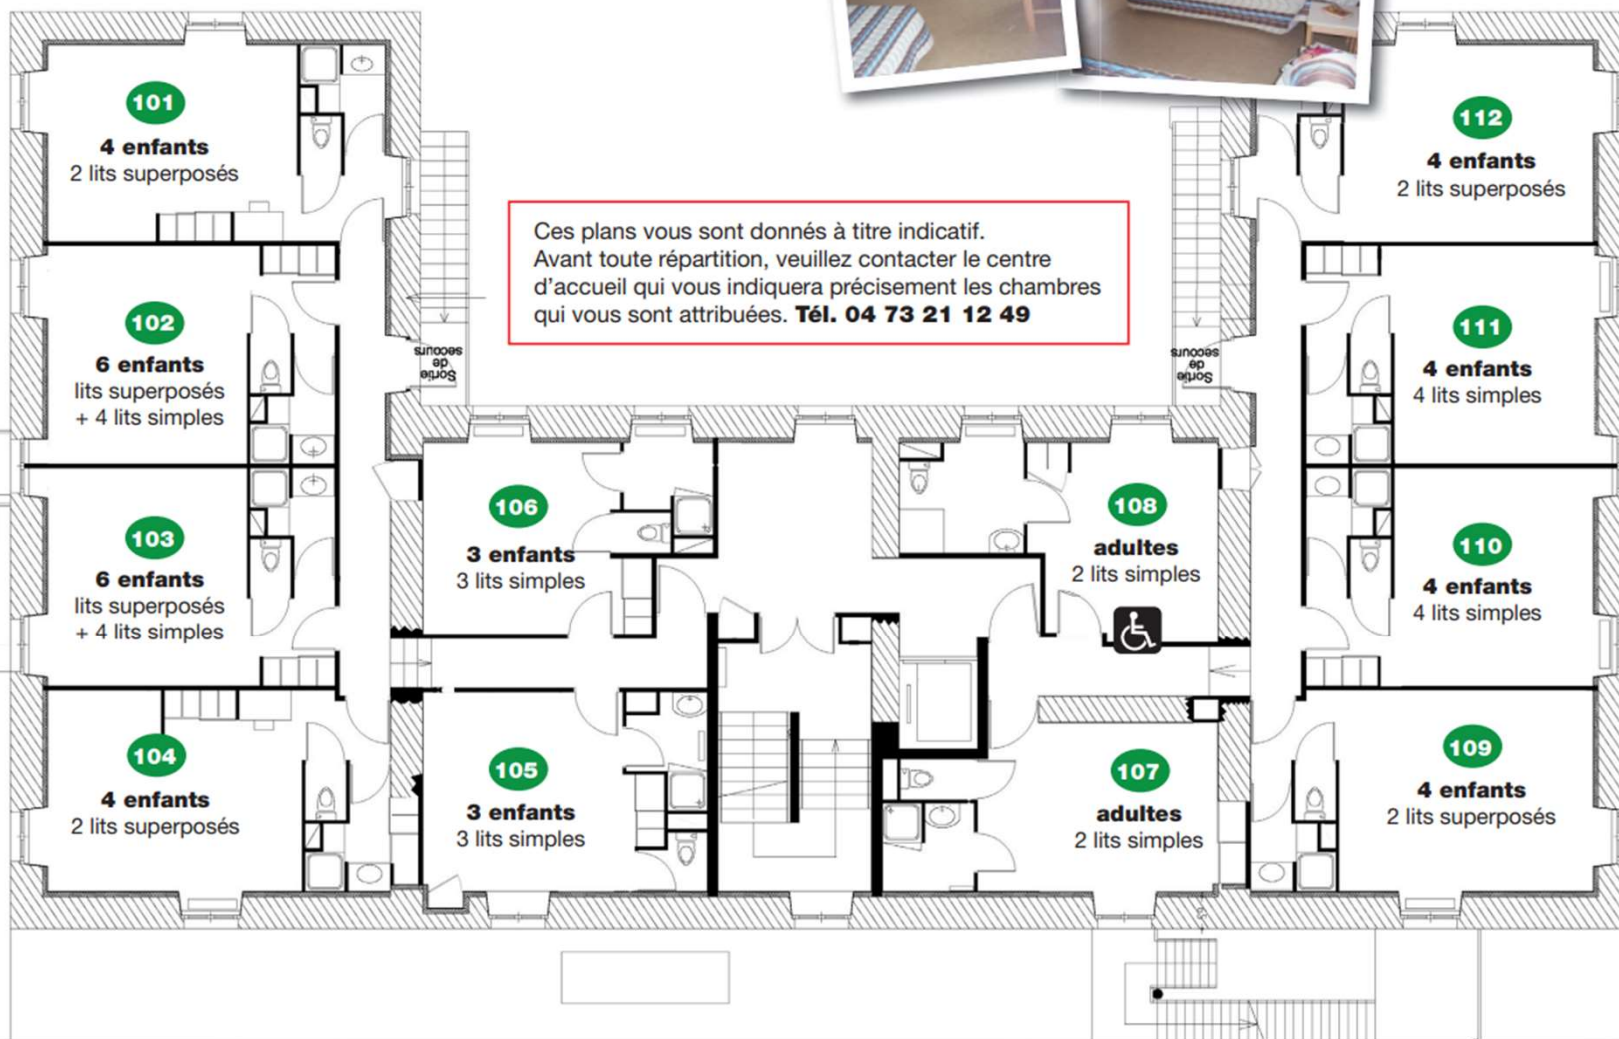 101
4 enfants
2 lits superposés
102
6 enfants
lits superposés
+ 4 lits simples
103
6 enfants
lits superposés
+ 4 lits simples
104
4 enfants
2 lits superposés
Ces plans vous sont donnés à titre indicatif.
Avant toute répartition, veuillez contacter le centre
d'accueil qui vous indiquera précisément les chambres
qui vous sont attribuées. Tél. 04 73 21 12 49
Sortie
de
secours
Sortie
de
secours
106
3 enfants
3 lits simples
105
3 enfants
3 lits simples
108
adultes
2 lits simples
107
adultes
2 lits simples
112
4 enfants
2 lits superposés
111
4 enfants
4 lits simples
110
4 enfants
4 lits simples
109
4 enfants
2 lits superposés